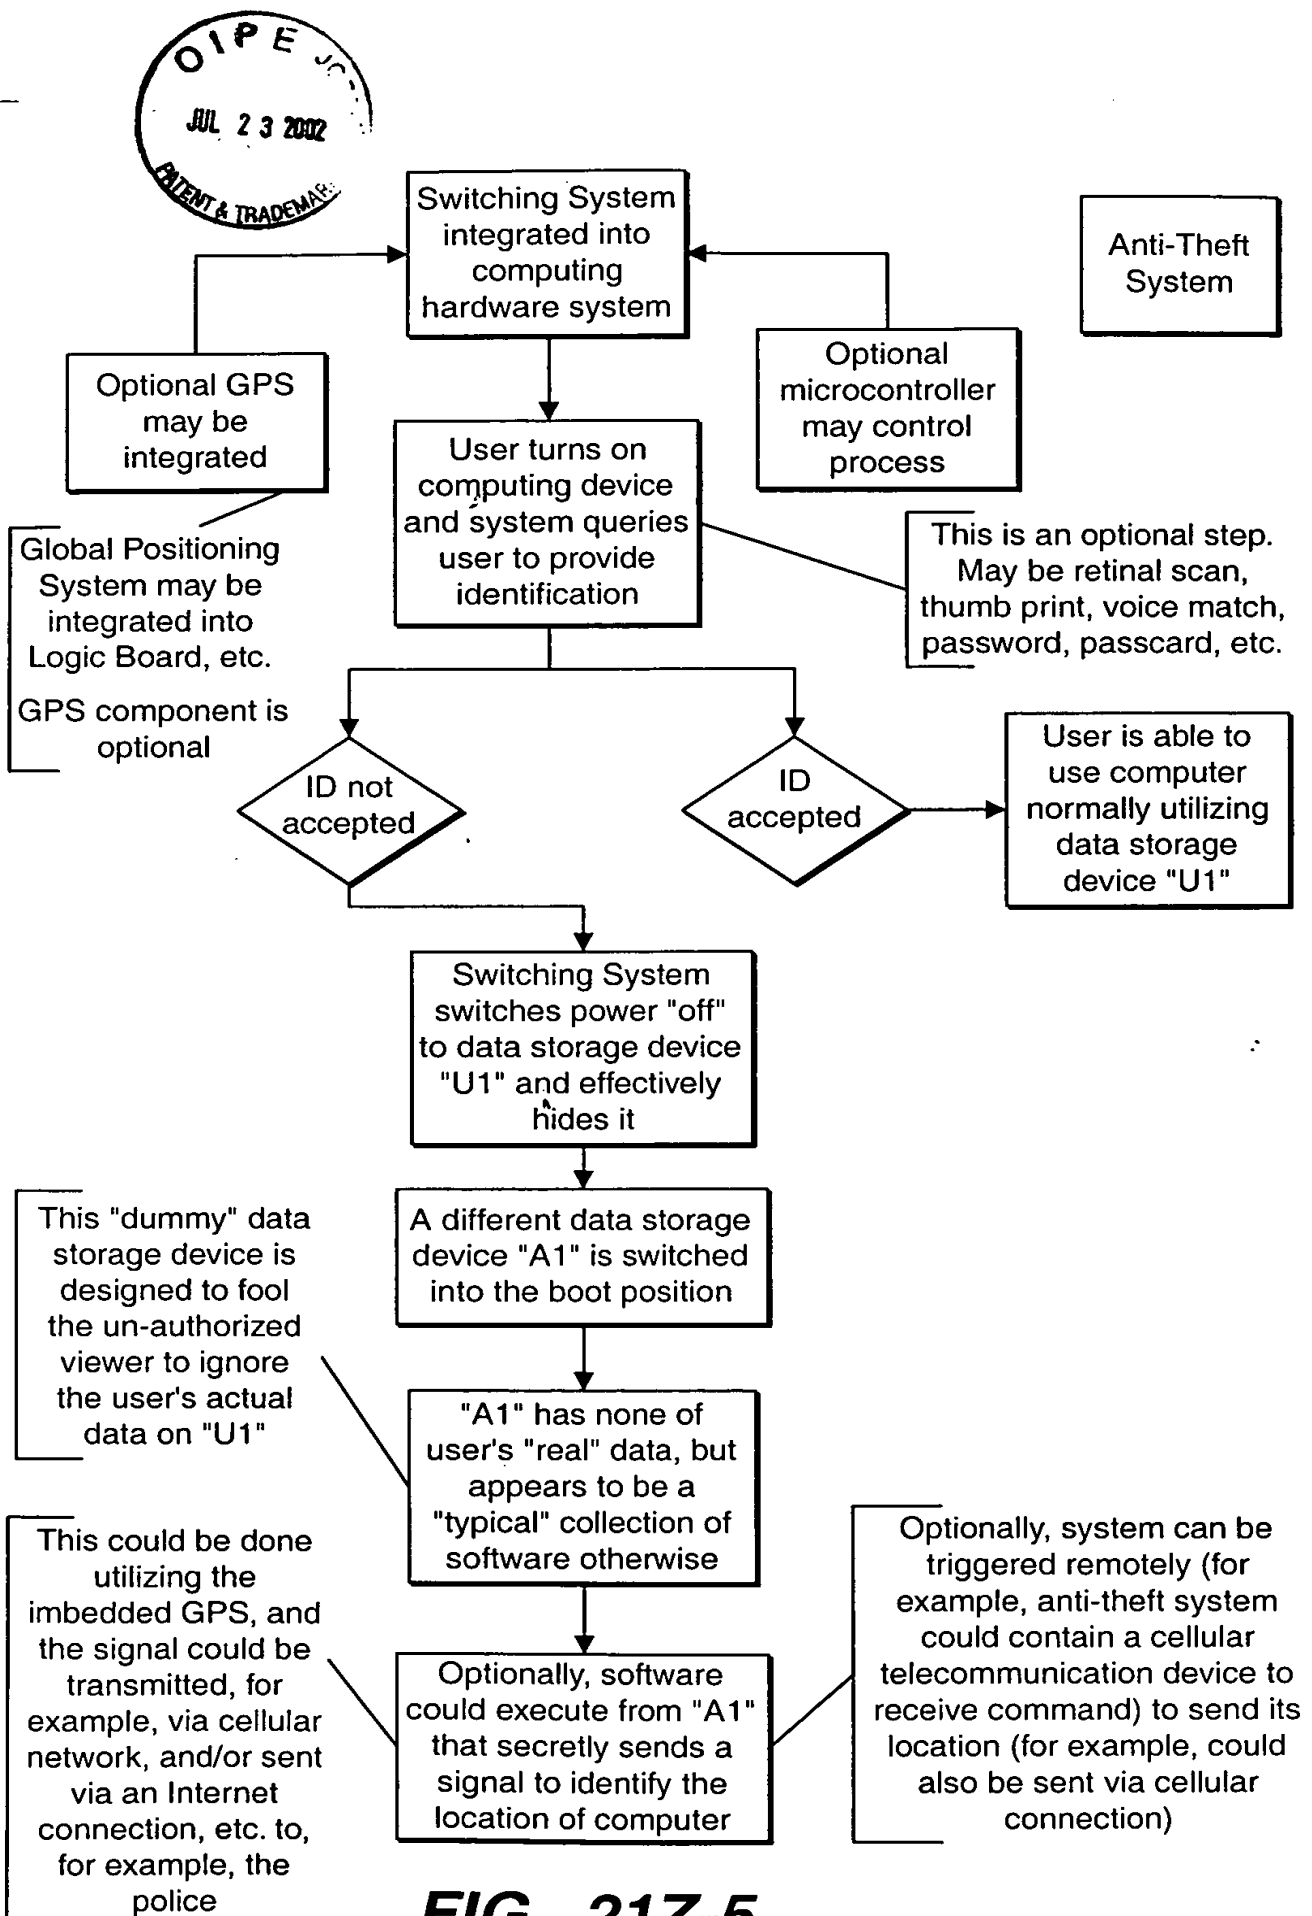 OIPE
JUL 23 2002
PATENT & TRADEMAR
Switching System
integrated into
computing
hardware system
Anti-Theft
System
Optional GPS
may be
integrated
Optional
microcontroller
may control
process
User turns on
computing device
and system queries
user to provide
identification
Global Positioning
System may be
integrated into
Logic Board, etc.
GPS component is
optional
This is an optional step.
May be retinal scan,
thumb print, voice match,
password, passcard, etc.
ID not
accepted
ID
accepted
User is able to
use computer
normally utilizing
data storage
device "U1"
Switching System
switches power "off"
to data storage device
"U1" and effectively
hides it
A different data storage
device "A1" is switched
into the boot position
This "dummy" data
storage device is
designed to fool
the un-authorized
viewer to ignore
the user's actual
data on "U1"
"A1" has none of
user's "real" data, but
appears to be a
"typical" collection of
software otherwise
This could be done
utilizing the
imbedded GPS, and
the signal could be
transmitted, for
example, via cellular
network, and/or sent
via an Internet
connection, etc. to,
for example, the
police
Optionally, software
could execute from "A1"
that secretly sends a
signal to identify the
location of computer
Optionally, system can be
triggered remotely (for
example, anti-theft system
could contain a cellular
telecommunication device to
receive command) to send its
location (for example, could
also be sent via cellular
connection)
FIG. 21Z-5